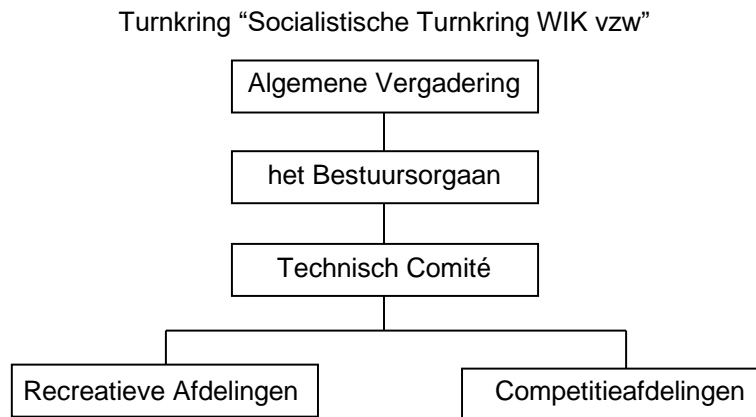 Turnkring “Socialistische Turnkring WIK vzw”
Algemene Vergadering
het Bestuursorgaan
Technisch Comité
Recreatieve Afdelingen
Competitieafdelingen